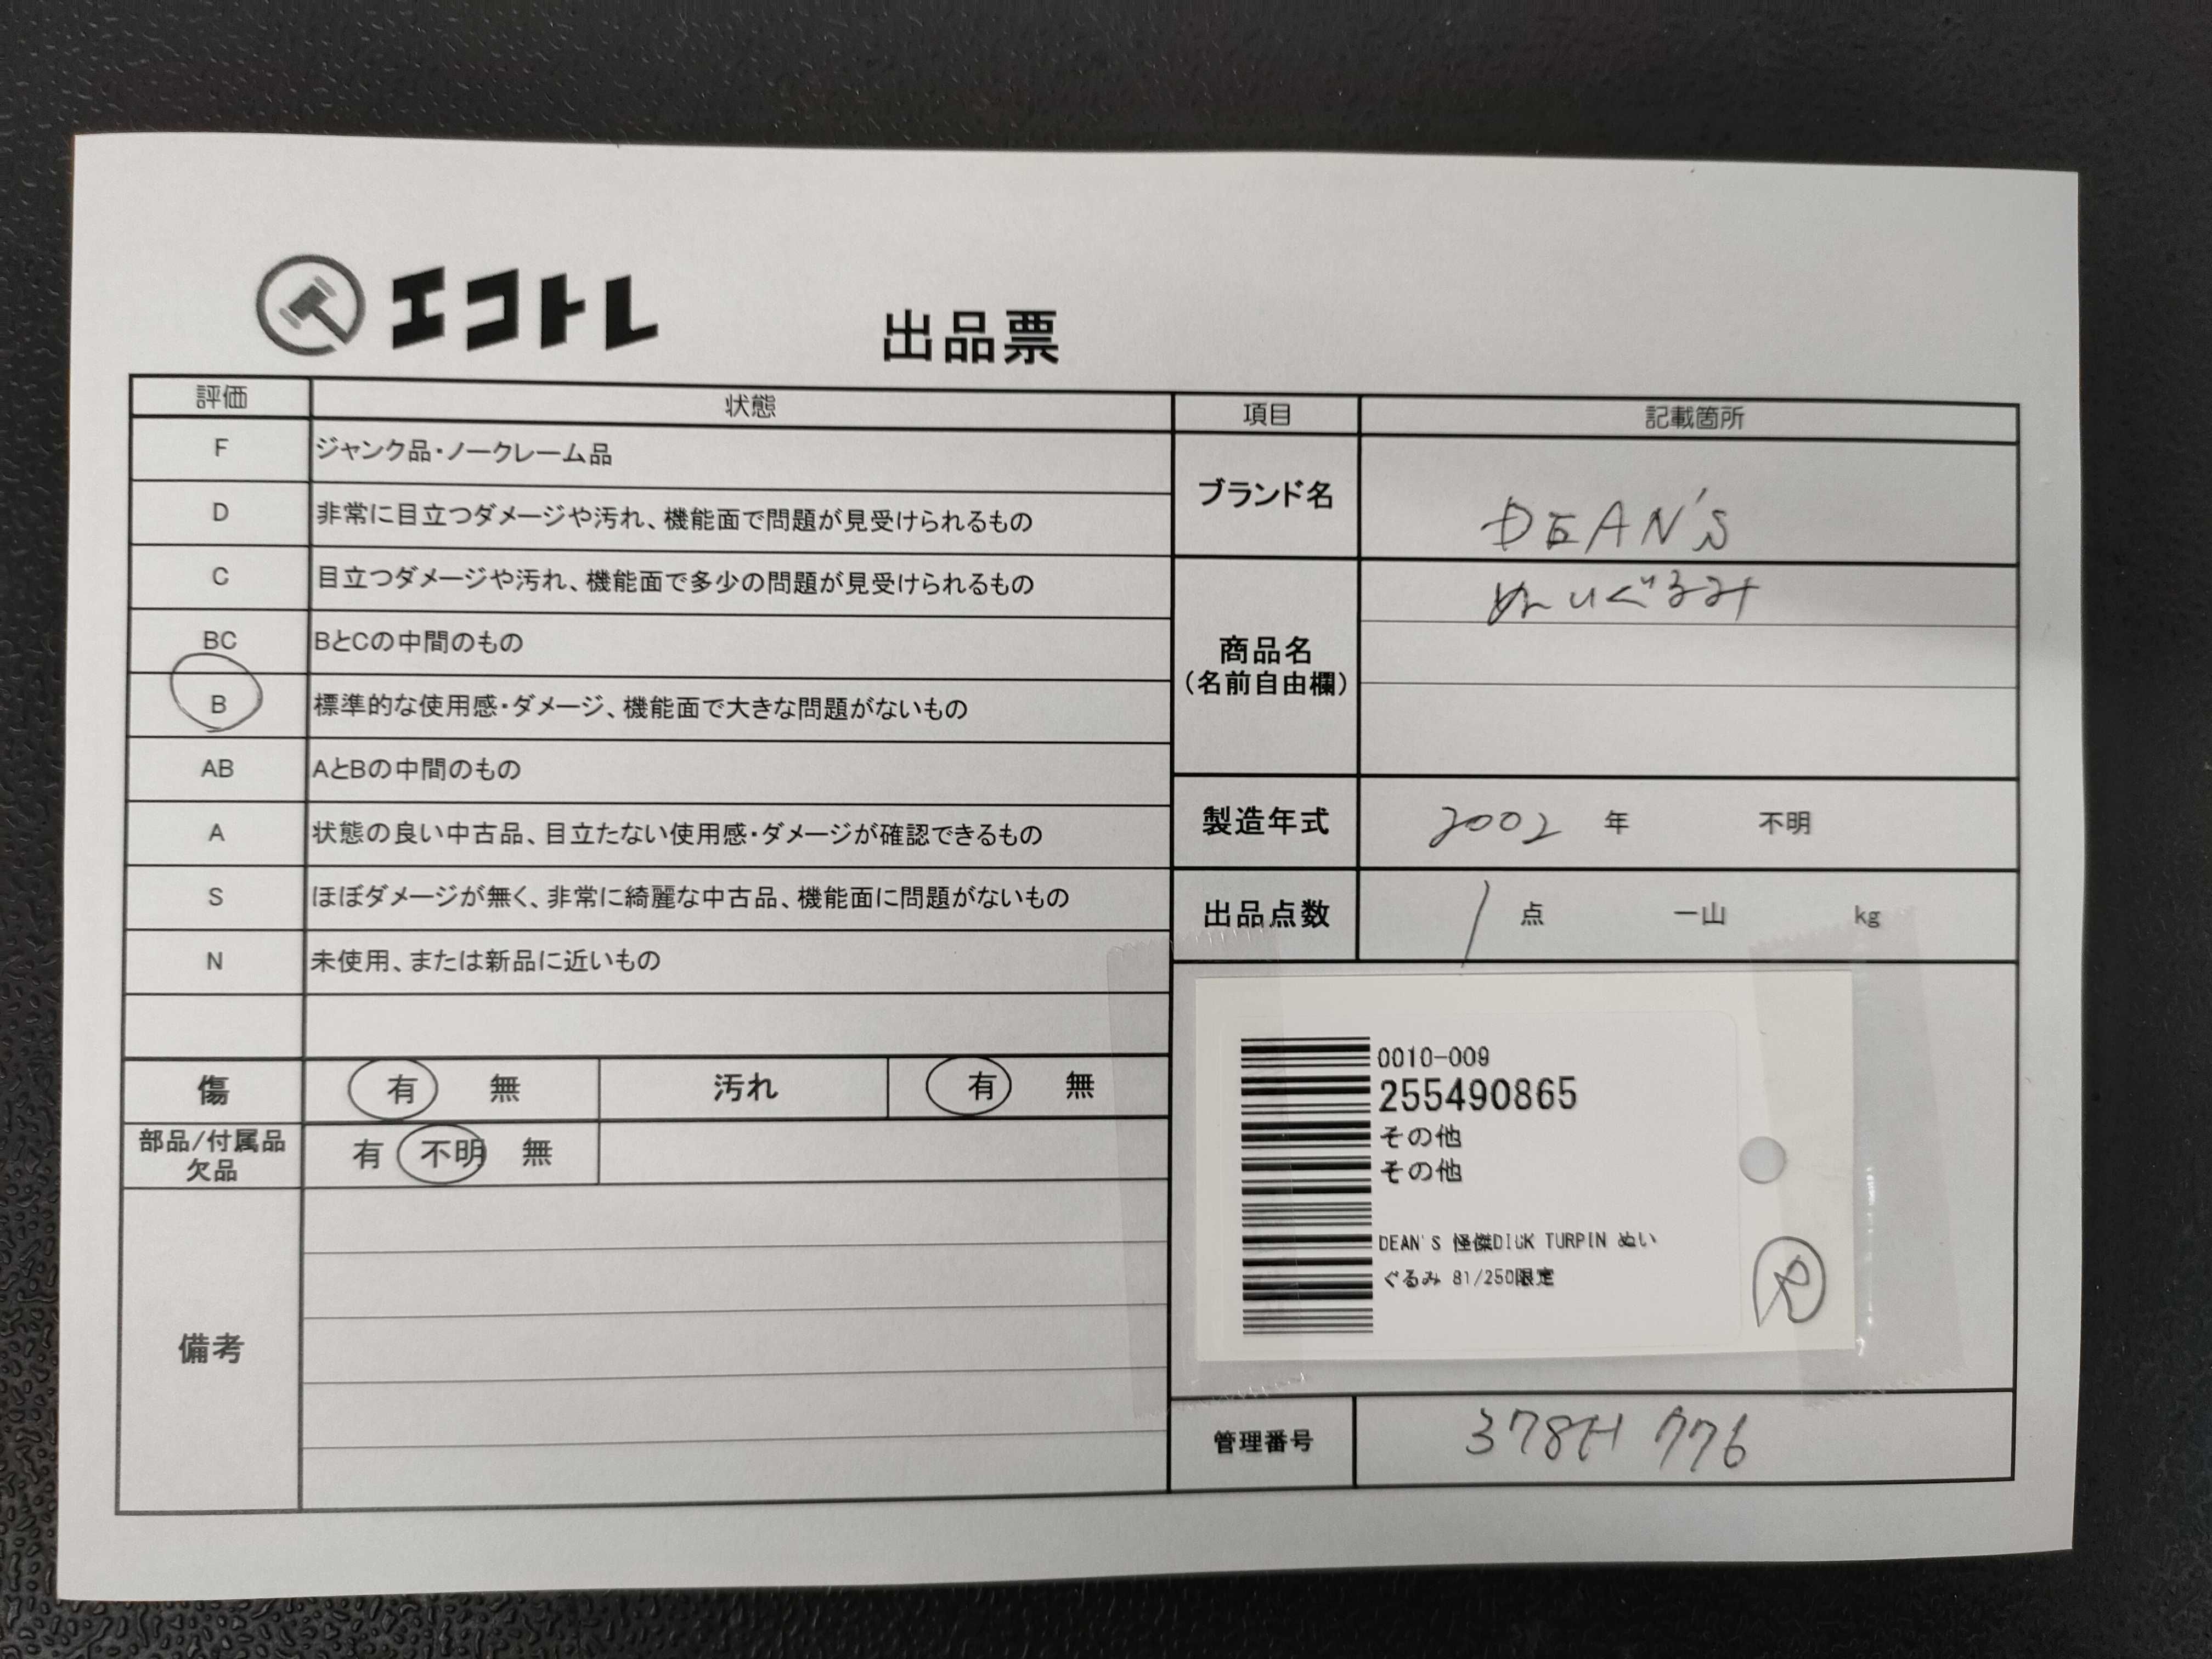 エコトレ
出品票
評価 状態
F ジャンク品・ノークレーム品
D 非常に目立つダメージや汚れ、機能面で問題が見受けられるもの
C 目立つダメージや汚れ、機能面で多少の問題が見受けられるもの
BC BとCの中間のもの
B 標準的な使用感・ダメージ、機能面で大きな問題がないもの
AB AとBの中間のもの
A 状態の良い中古品、目立たない使用感・ダメージが確認できるもの
S ほぼダメージが無く、非常に綺麗な中古品、機能面に問題がないもの
N 未使用、または新品に近いもの
傷 有 無 汚れ 有 無
部品/付属品
欠品
有 不明 無
備考
項目 記載箇所
ブランド名 DEAN'S
商品名
(名前自由欄)
ぬいぐるみ
製造年式 2002 年 不明
出品点数 1 点 一山 kg
0010-009
255490865
その他
その他
DEAN'S 怪傑DICK TURPIN ぬい
ぐるみ 81/250限定
管理番号 378H 776